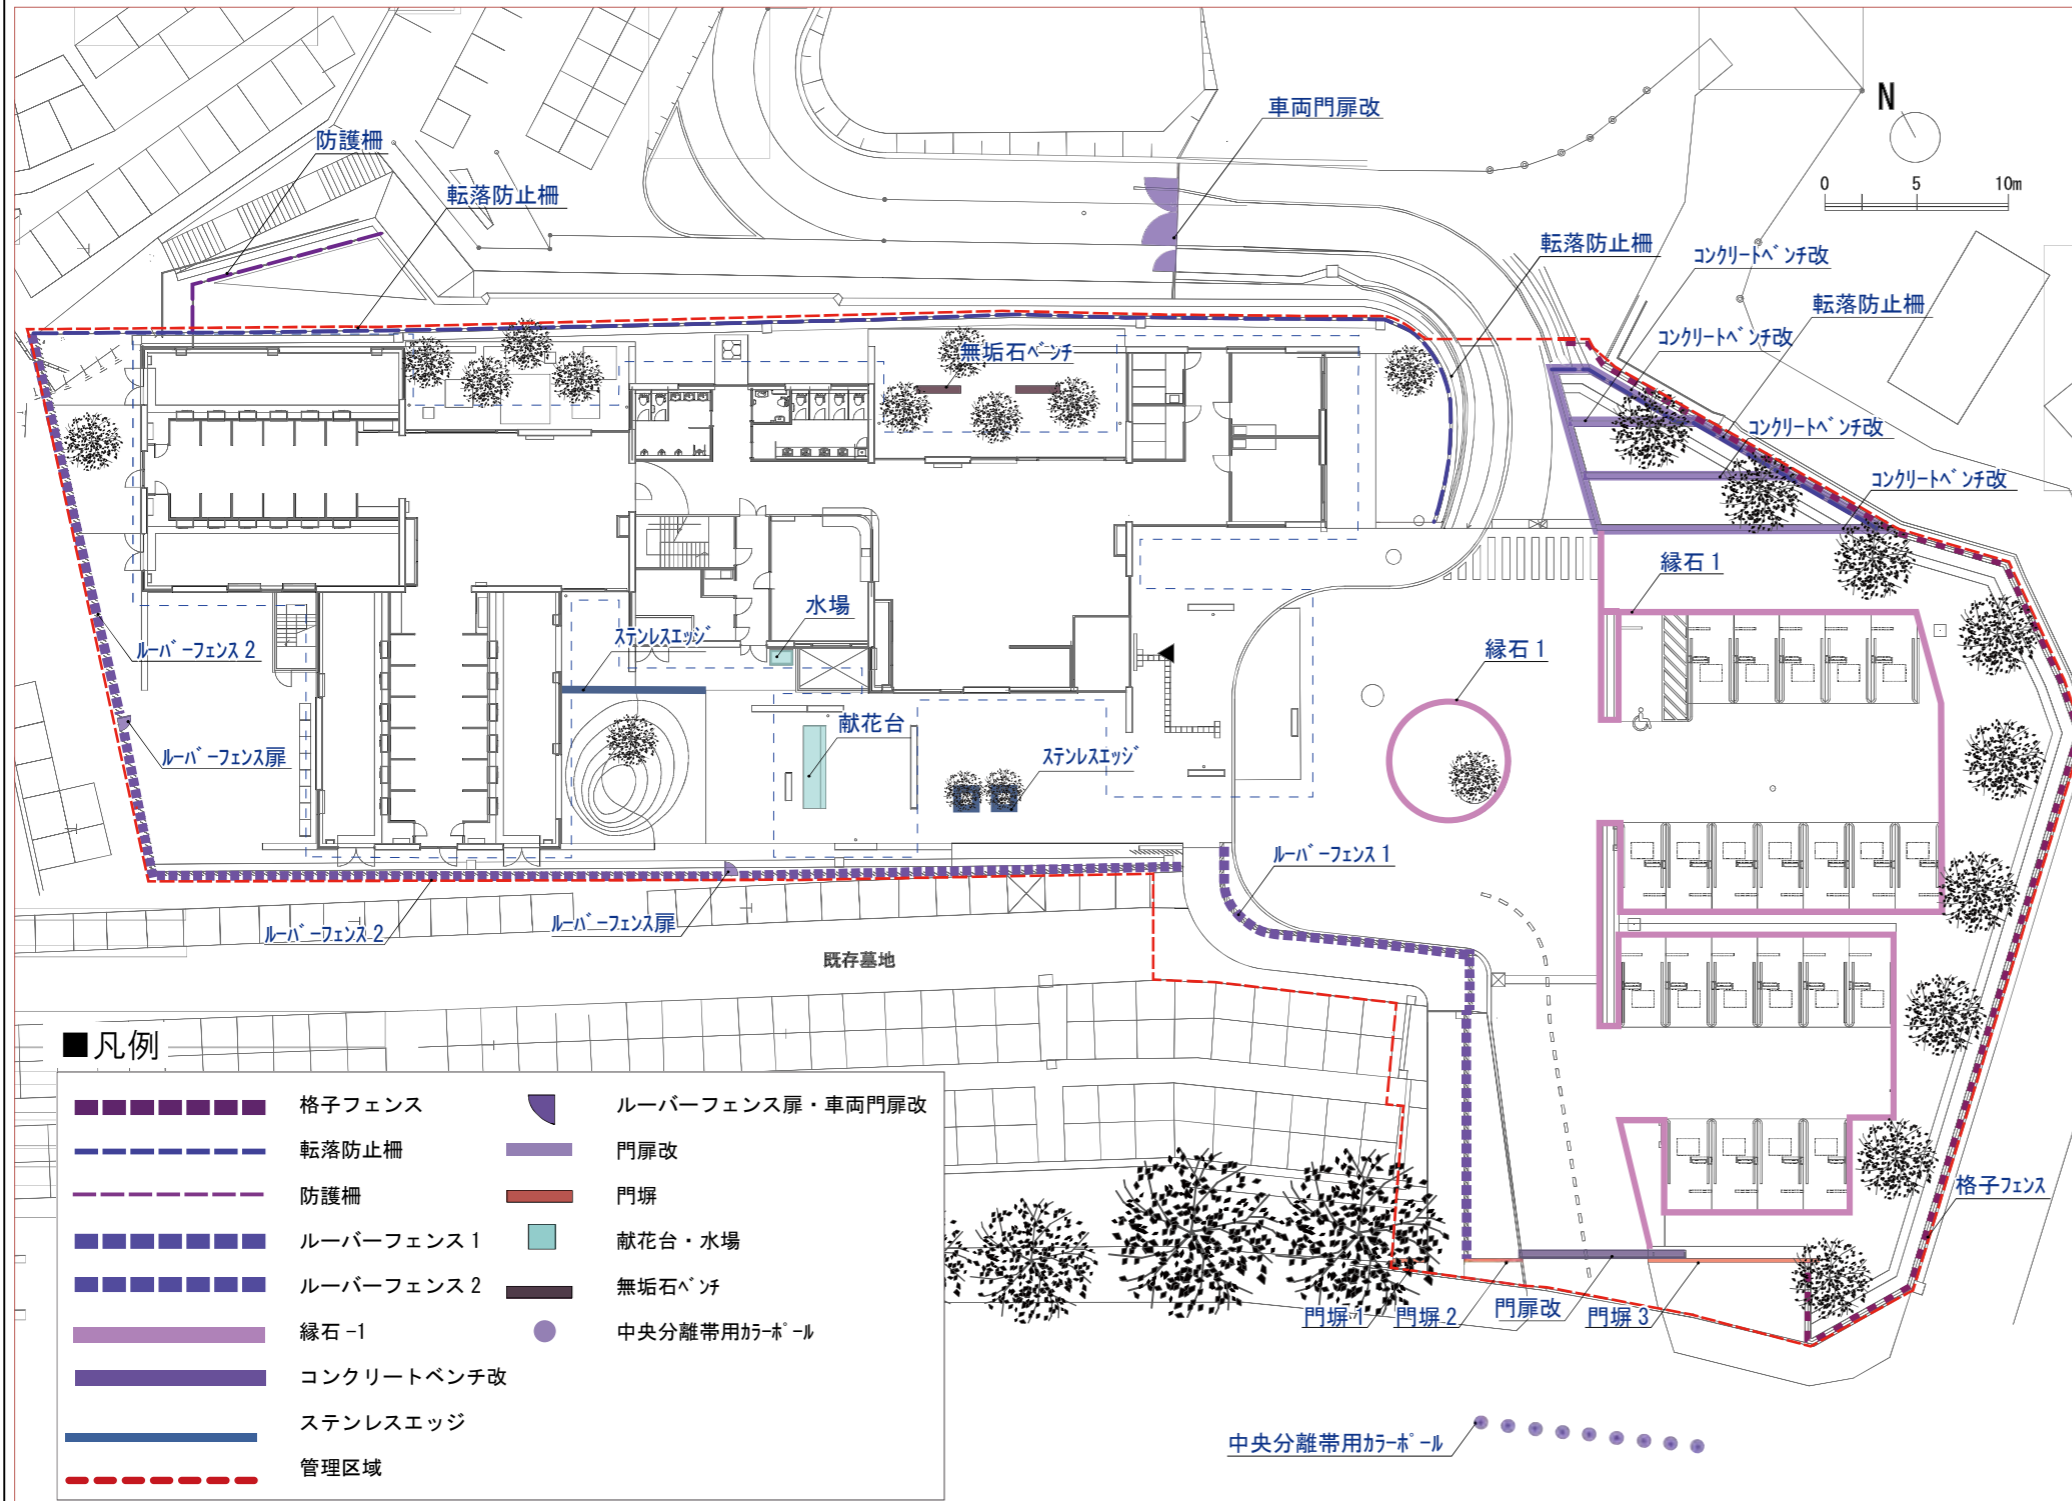 車両門扉改
N
防護柵
0 5 10m
転落防止柵
転落防止柵
コンクリートベンチ改
転落防止柵
コンクリートベンチ改
無垢石ベンチ
コンクリートベンチ改
コンクリートベンチ改
縁石 1
水場
ステンレスエッジ
ルーバーフェンス 2
縁石 1
献花台
ルーバーフェンス扉
ステンレスエッジ
ルーバーフェンス 1
ルーバーフェンス 2
ルーバーフェンス扉
既存墓地
格子フェンス
門塀 1
門塀 2
門扉改
門塀 3
中央分離帯用カラーポール
■凡例
格子フェンス
転落防止柵
防護柵
ルーバーフェンス 1
ルーバーフェンス 2
縁石 -1
コンクリートベンチ改
ステンレスエッジ
管理区域
ルーバーフェンス扉・車両門扉改
門扉改
門塀
献花台・水場
無垢石ベンチ
中央分離帯用カラーポール